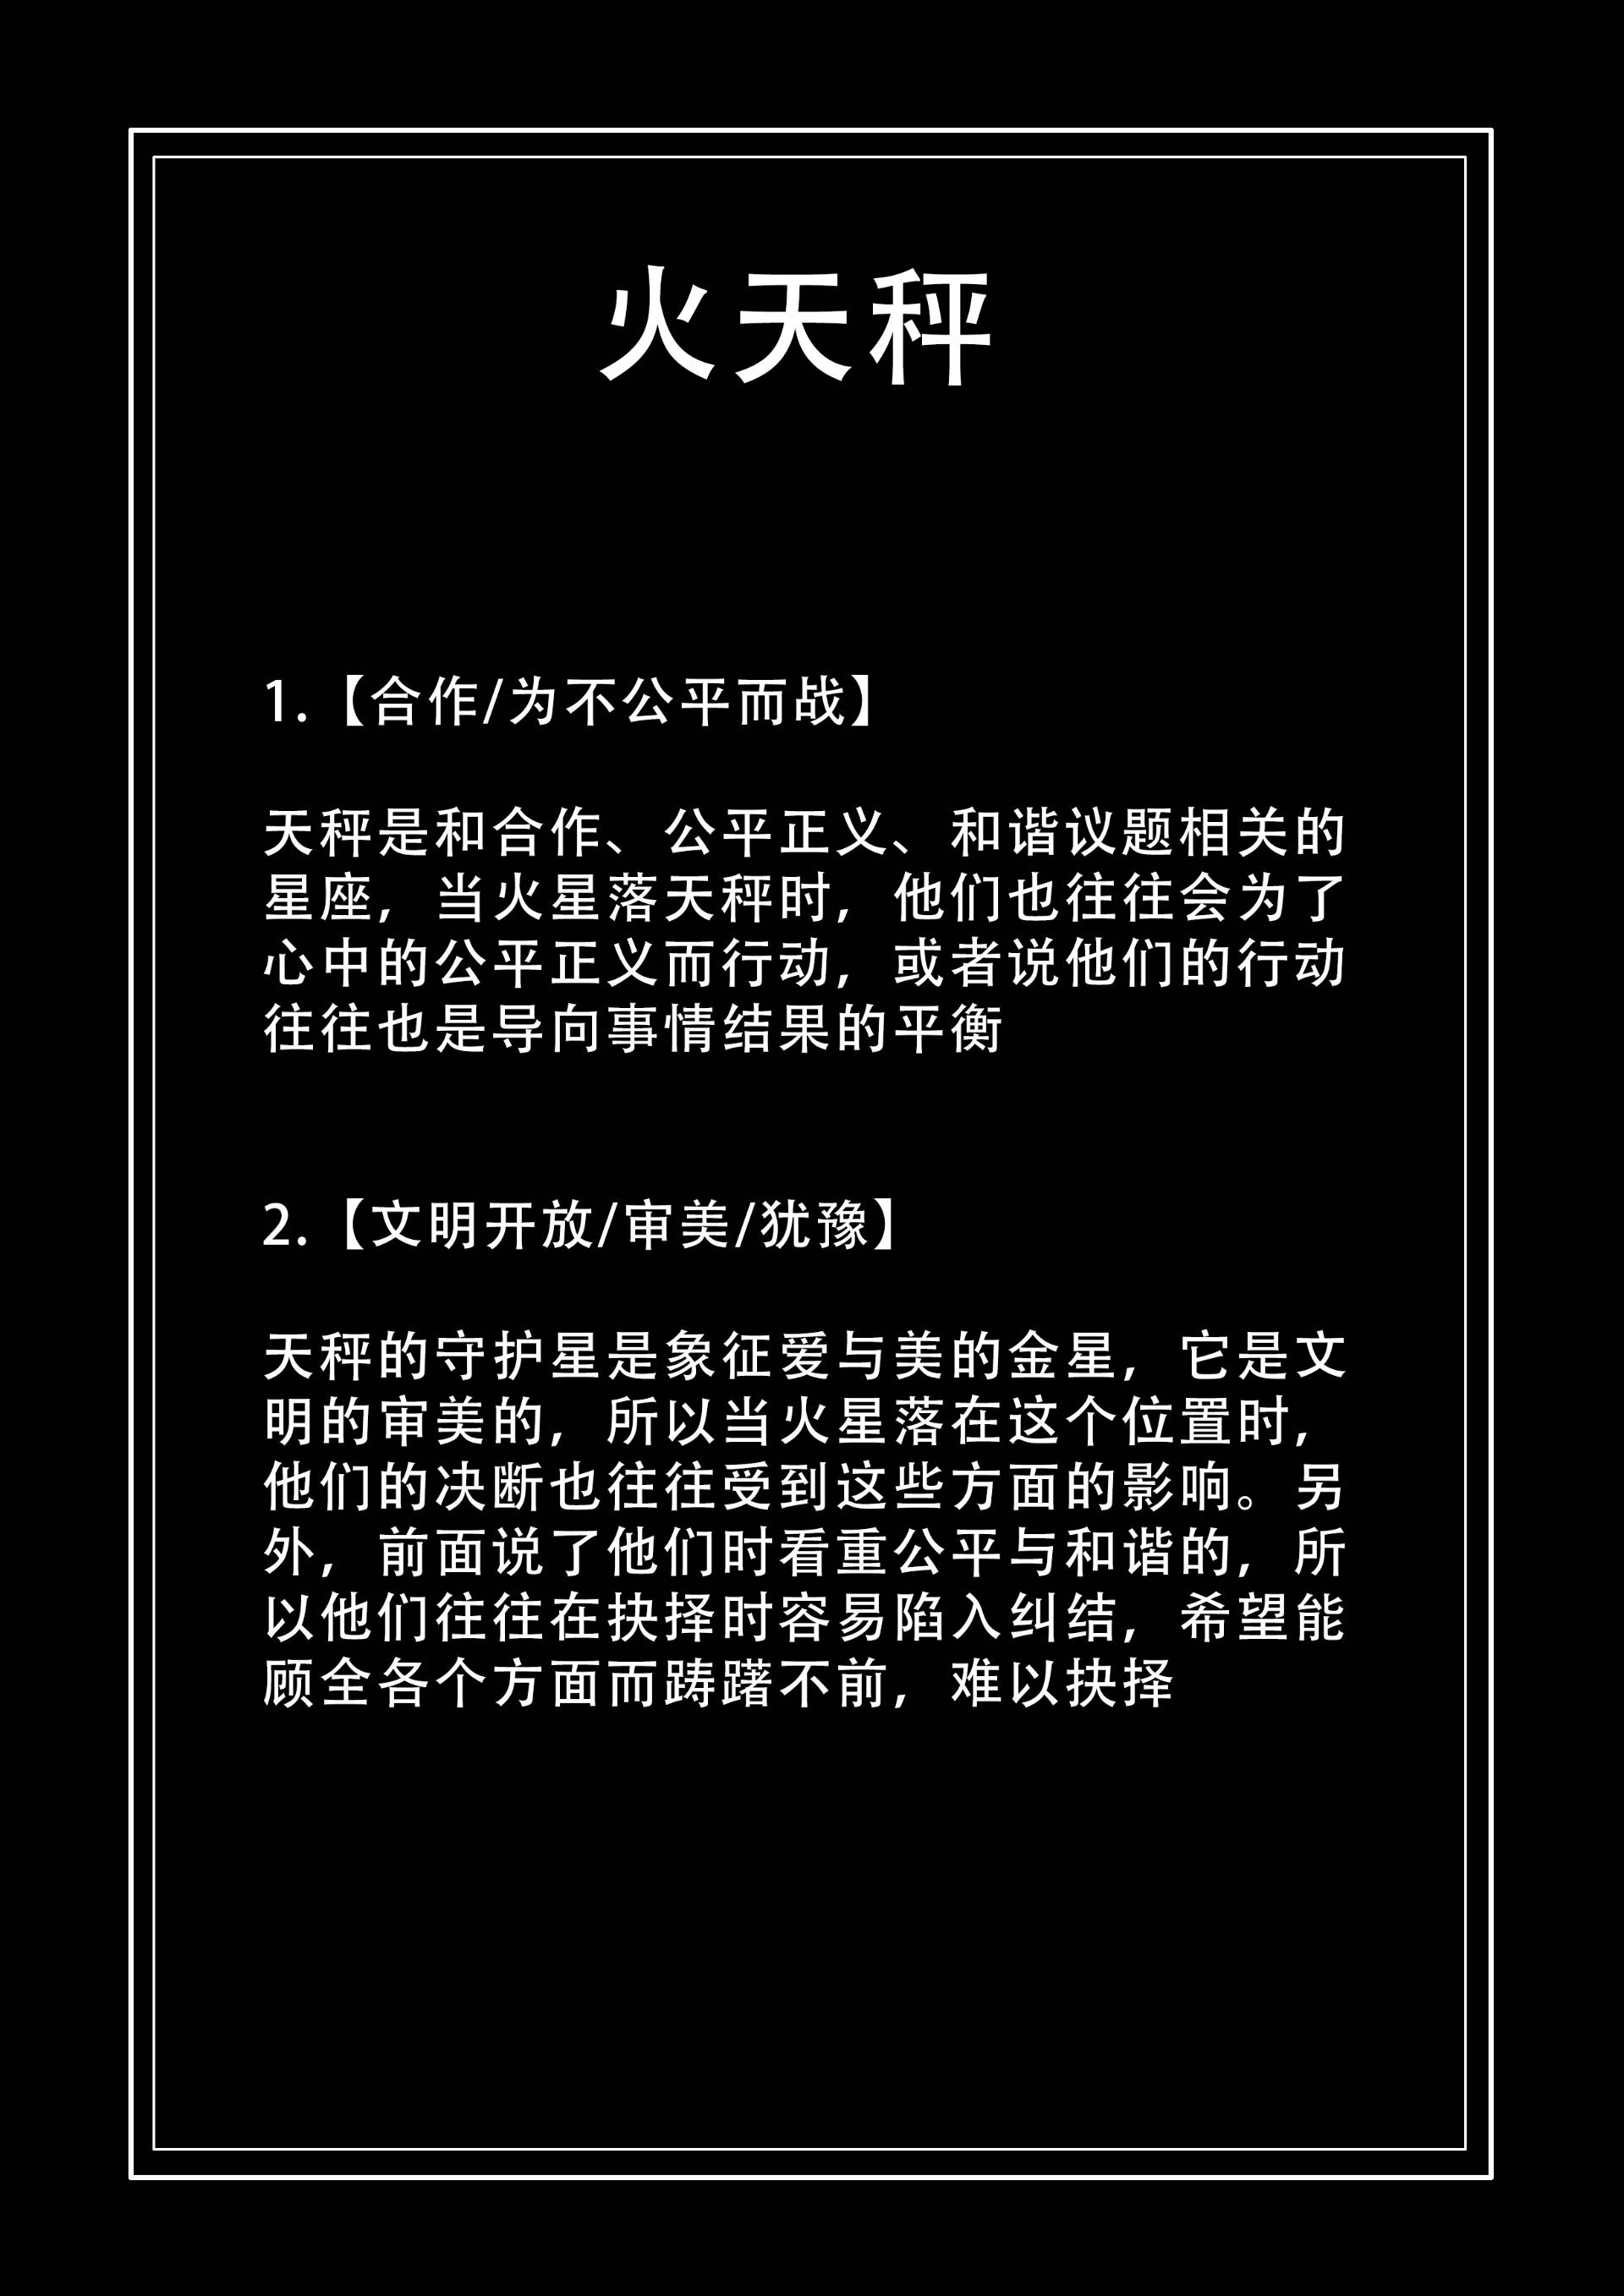 火天秤
1.【合作/为不公平而战】
天秤是和合作、公平正义、和谐议题相关的
星座，当火星落天秤时，他们也往往会为了
心中的公平正义而行动，或者说他们的行动
往往也是导向事情结果的平衡
2.【文明开放/审美/犹豫】
天秤的守护星是象征爱与美的金星，它是文
明的审美的，所以当火星落在这个位置时，
他们的决断也往往受到这些方面的影响。另
外，前面说了他们时看重公平与和谐的，所
以他们往往在抉择时容易陷入纠结，希望能
顾全各个方面而踌躇不前，难以抉择